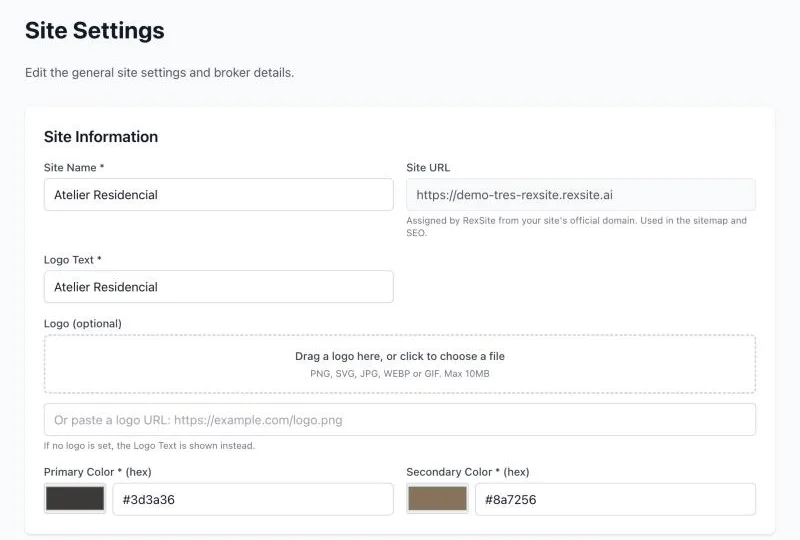 Site Settings
Edit the general site settings and broker details.
Site Information
Site Name *
Atelier Residencial
Site URL
https://demo-tres-rexsite.rexsite.ai
Assigned by RexSite from your site's official domain. Used in the sitemap and
SEO.
Logo Text *
Atelier Residencial
Logo (optional)
Drag a logo here, or click to choose a file
PNG, SVG, JPG, WEBP or GIF. Max 10MB
Or paste a logo URL: https://example.com/logo.png
If no logo is set, the Logo Text is shown instead.
Primary Color * (hex)
#3d3a36
Secondary Color * (hex)
#8a7256